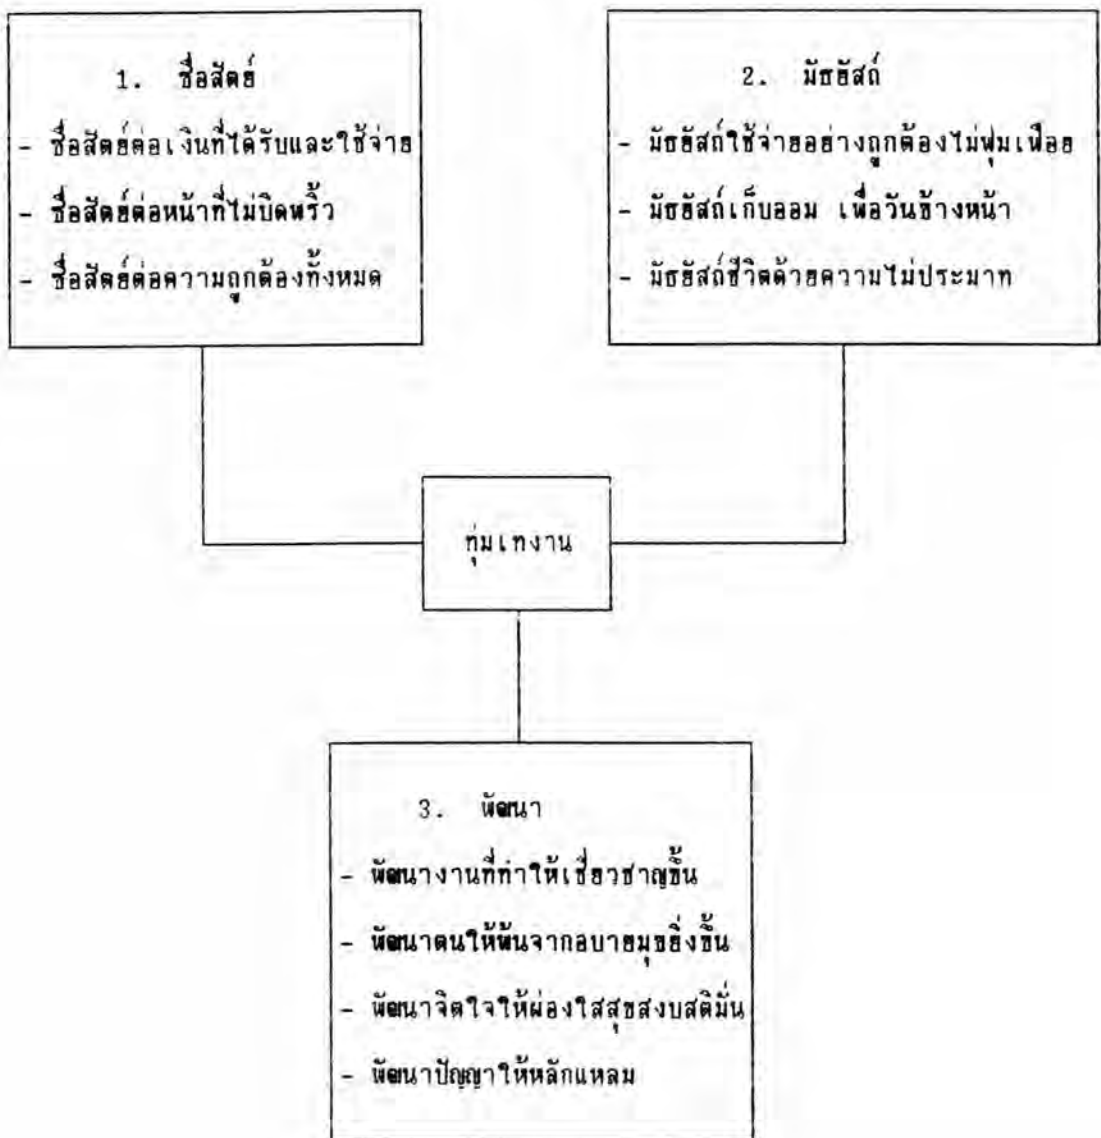 1. ซื่อสัตย์
- ซื่อสัตย์ต่อเงินที่ได้รับและใช้จ่าย
- ซื่อสัตย์ต่อหน้าที่ไม่บิดพริ้ว
- ซื่อสัตย์ต่อความถูกต้องทั้งหมด
2. มัธยัสถ์
- มัธยัสถ์ใช้จ่ายอย่างถูกต้องไม่ฟุ่มเฟือย
- มัธยัสถ์เก็บออม เพื่อวันข้างหน้า
- มัธยัสถ์ชีวิตด้วยความไม่ประมาท
ทุ่มเทงาน
3. พัฒนา
- พัฒนางานที่ทำให้เชี่ยวชาญขึ้น
- พัฒนาตนให้พ้นจากอบายมุขยิ่งขึ้น
- พัฒนาจิตใจให้ผ่องใสสุขสงบสติมั่น
- พัฒนาปัญญาให้หลักแหลม